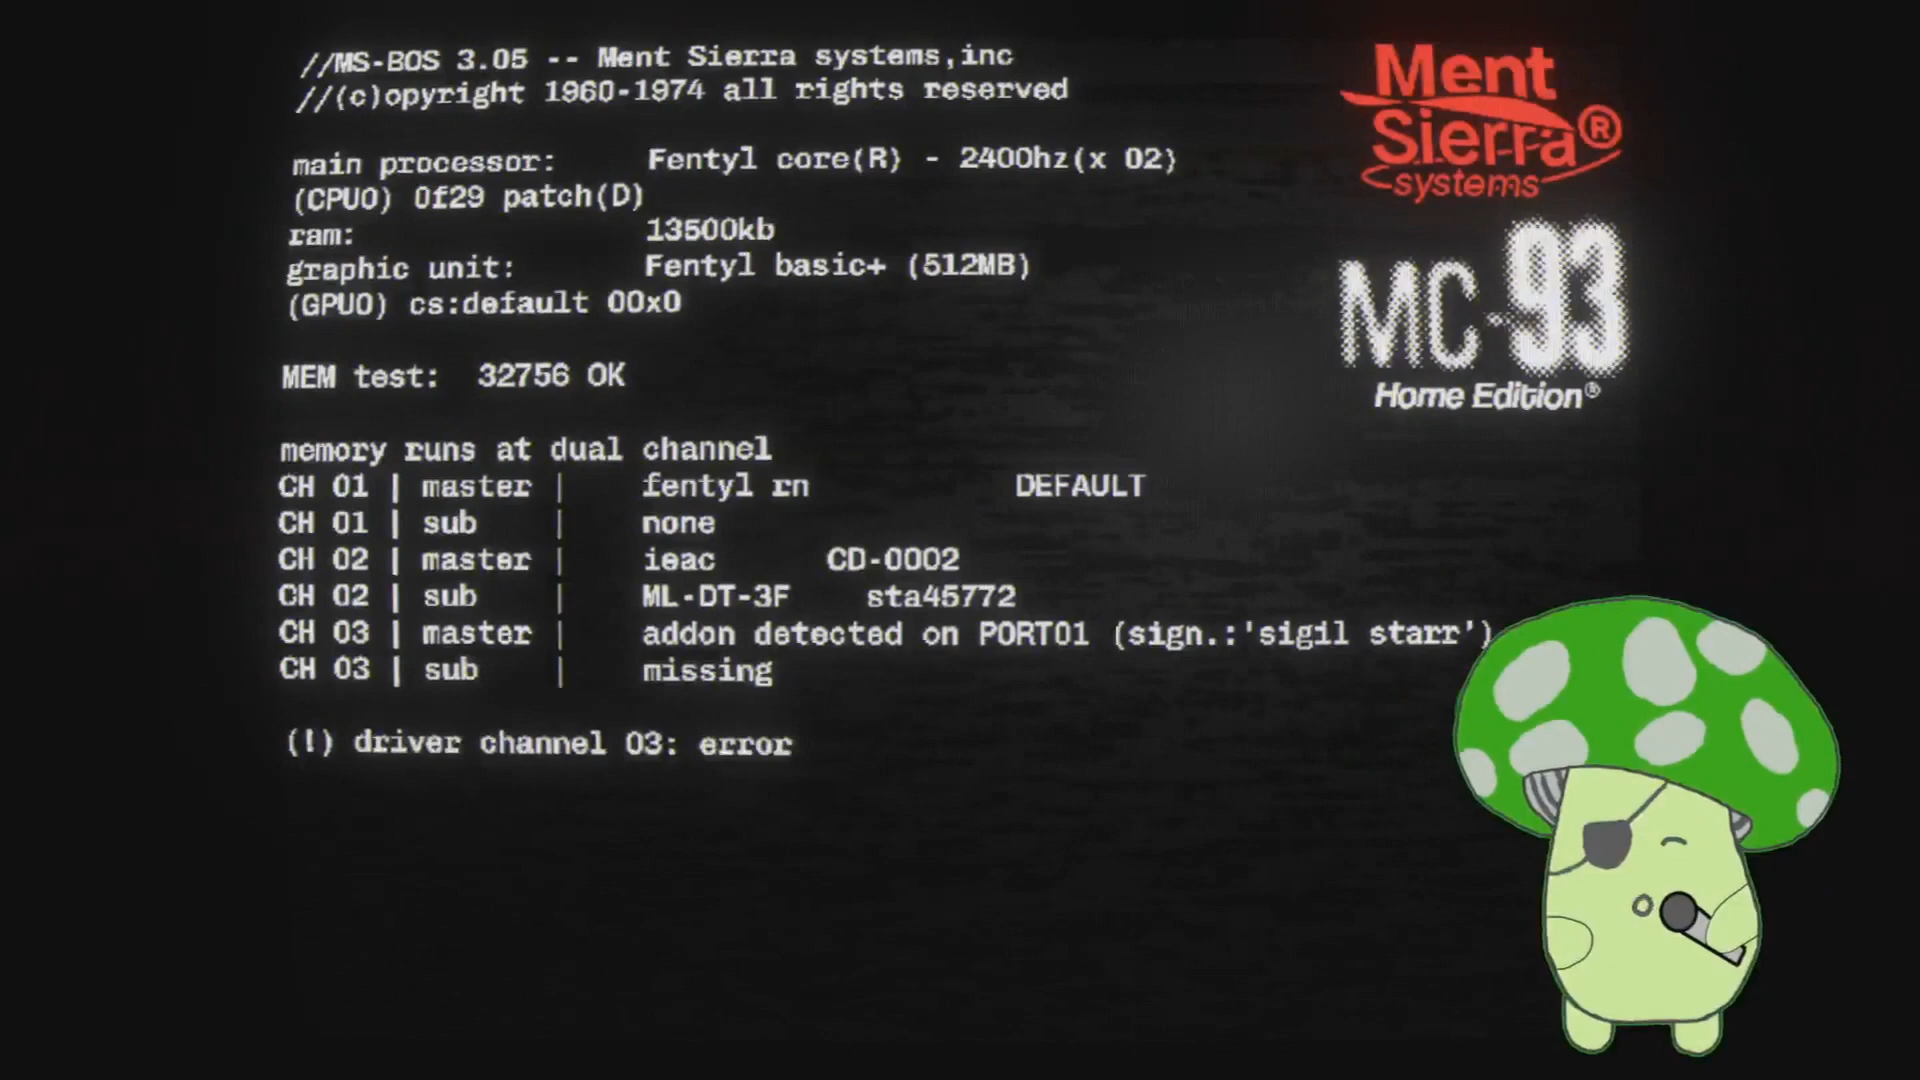 //MS-BOS 3.05 -- Ment Sierra systems,inc
//(c)opyright 1960-1974 all rights reserved
main processor: Fentyl core(R) - 2400hz(x 02)
(CPU0) 0f29 patch(D)
ram: 13500kb
graphic unit: Fentyl basic+ (512MB)
(GPU0) cs:default 00x0
MEM test: 32756 OK
memory runs at dual channel
CH 01 | master | fentyl rn DEFAULT
CH 01 | sub | none
CH 02 | master | ieac CD-0002
CH 02 | sub | ML-DT-3F sta45772
CH 03 | master | addon detected on PORT01 (sign.:'sigil starr')
CH 03 | sub | missing
(!) driver channel 03: error
Ment
Sierra®
systems
MC-93
Home Edition®